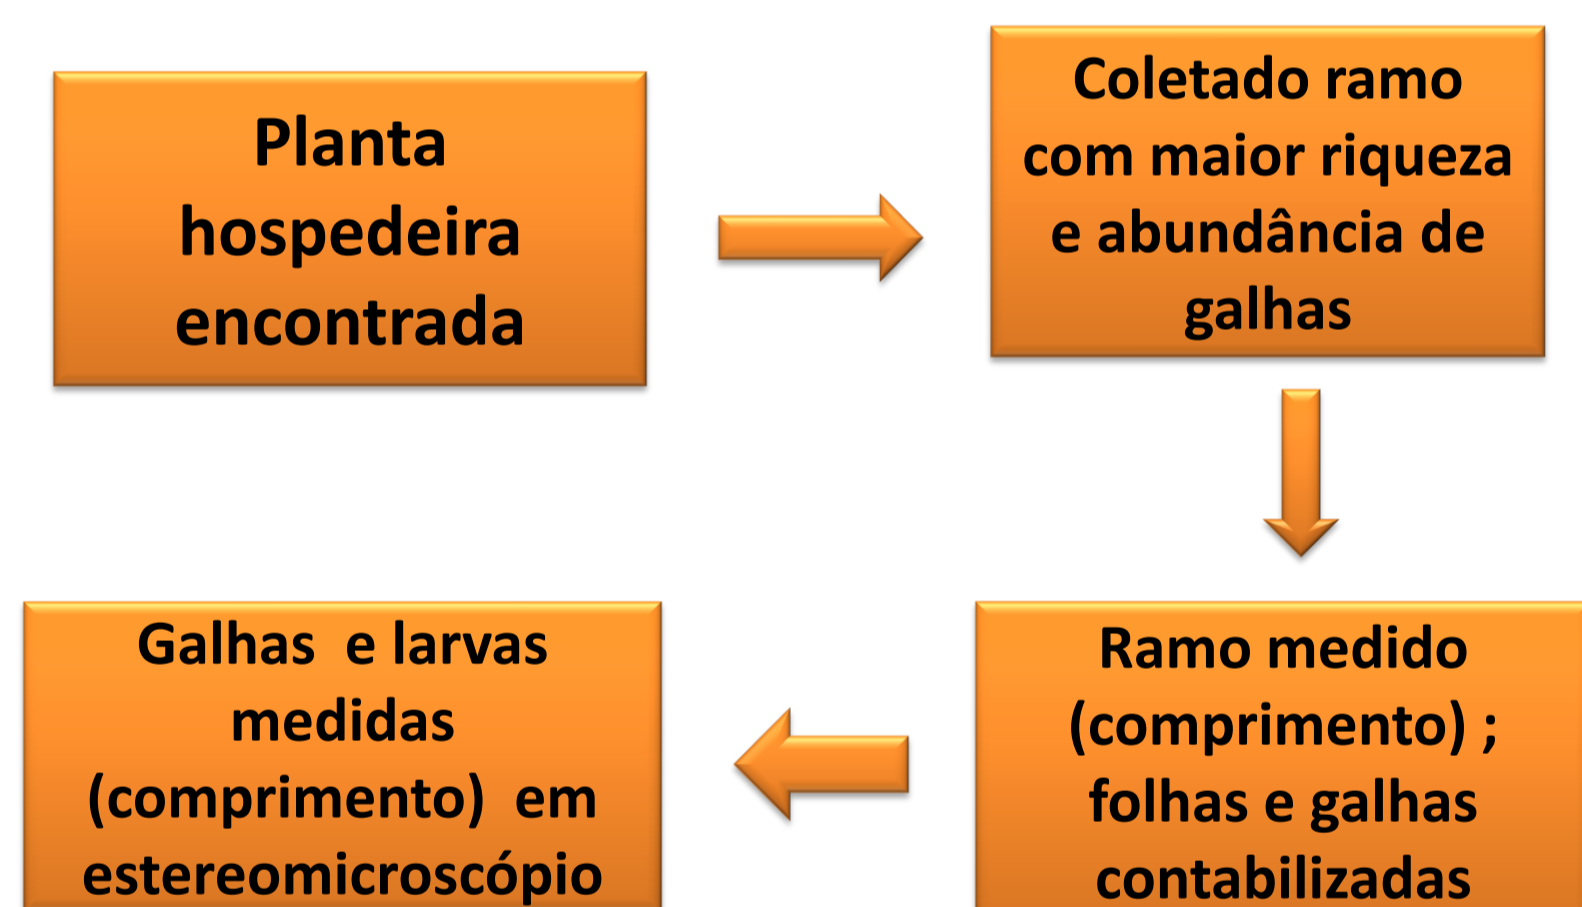 Planta
hospedeira
encontrada
Coletado ramo
com maior riqueza
e abundância de
galhas
Ramo medido
(comprimento) ;
folhas e galhas
contabilizadas
Galhas e larvas
medidas
(comprimento) em
estereomicroscópio